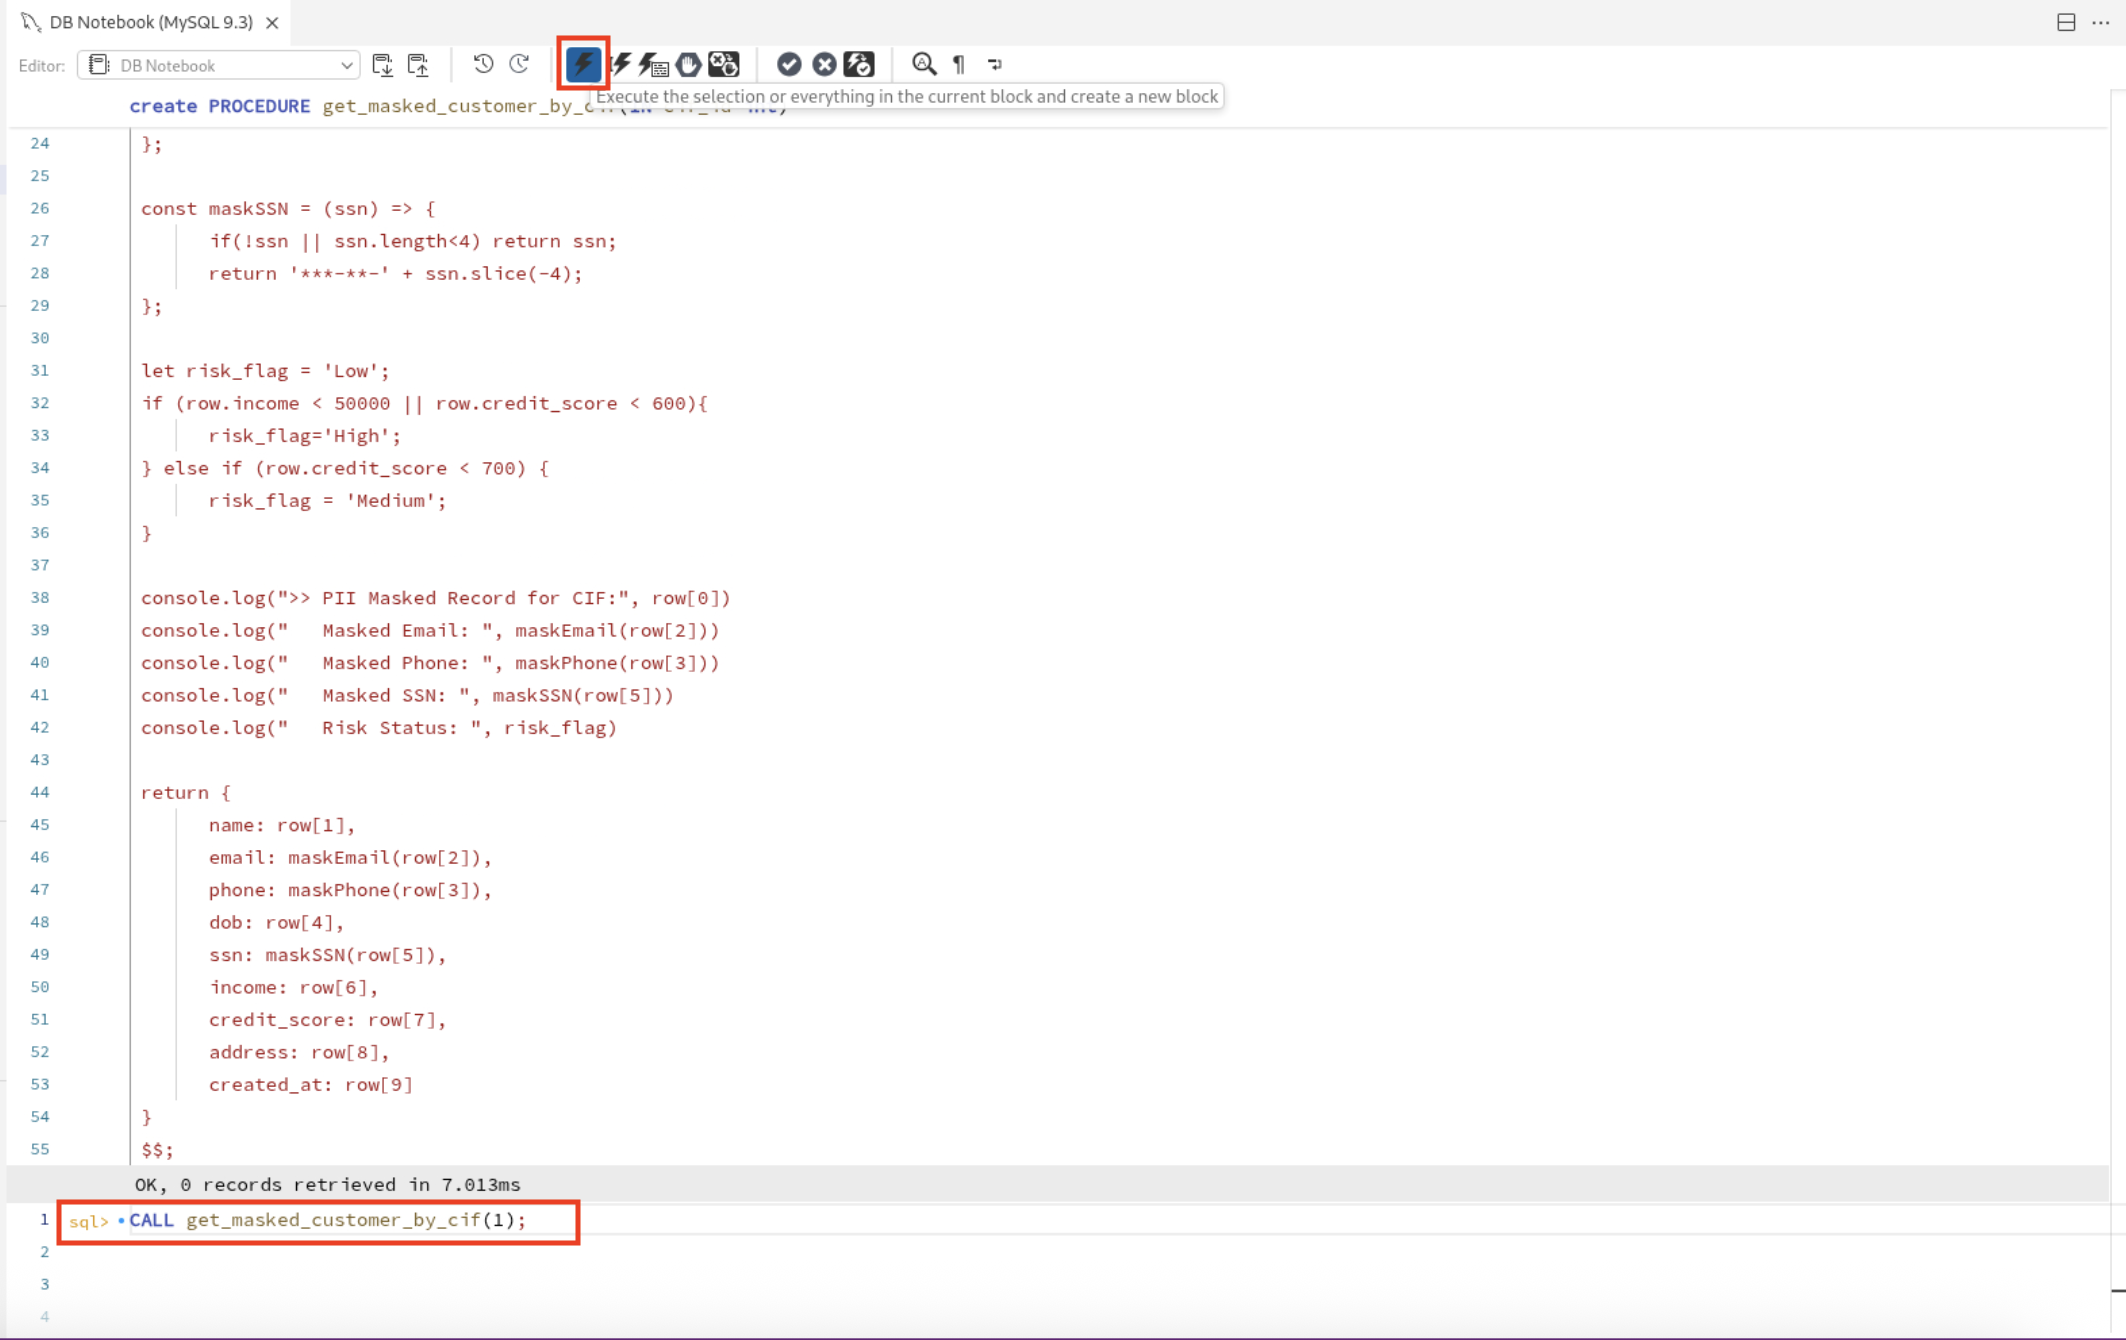 DB Notebook (MySQL 9.3)
Editor: DB Notebook
Execute the selection or everything in the current block and create a new block
create PROCEDURE get_masked_customer_by_
24 };
25
26 const maskSSN = (ssn) => {
27 if(!ssn || ssn.length<4) return ssn;
28 return '***-**-' + ssn.slice(-4);
29 };
30
31 let risk_flag = 'Low';
32 if (row.income < 50000 || row.credit_score < 600){
33 risk_flag='High';
34 } else if (row.credit_score < 700) {
35 risk_flag = 'Medium';
36 }
37
38 console.log(">> PII Masked Record for CIF:", row[0])
39 console.log("   Masked Email: ", maskEmail(row[2]))
40 console.log("   Masked Phone: ", maskPhone(row[3]))
41 console.log("   Masked SSN: ", maskSSN(row[5]))
42 console.log("   Risk Status: ", risk_flag)
43
44 return {
45 name: row[1],
46 email: maskEmail(row[2]),
47 phone: maskPhone(row[3]),
48 dob: row[4],
49 ssn: maskSSN(row[5]),
50 income: row[6],
51 credit_score: row[7],
52 address: row[8],
53 created_at: row[9]
54 }
55 $$;
OK, 0 records retrieved in 7.013ms
1 sql> CALL get_masked_customer_by_cif(1);
2
3
4